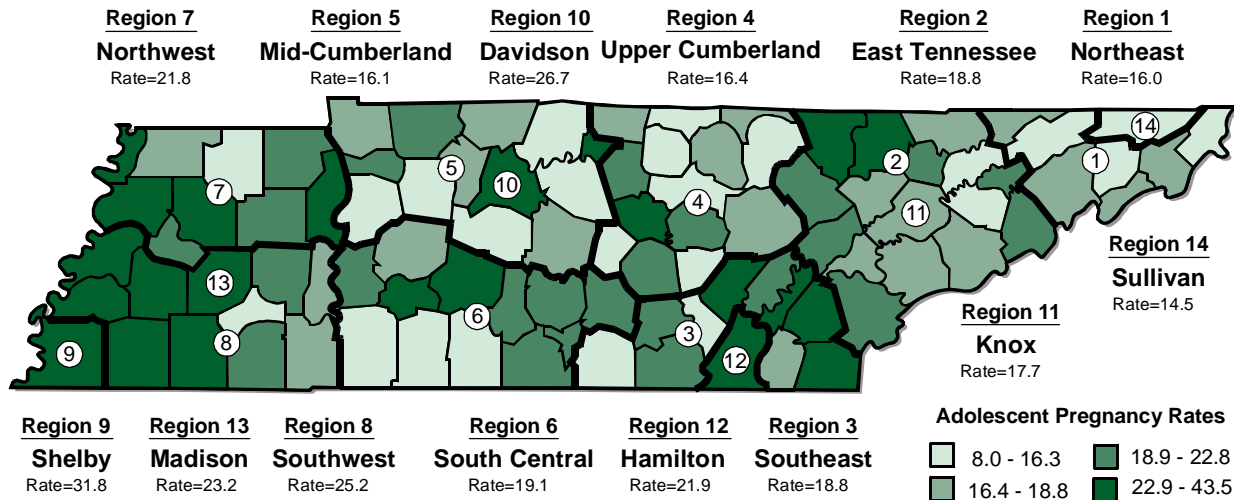 Region 7
Northwest
Rate=21.8
Region 5
Mid-Cumberland
Rate=16.1
Region 10
Davidson
Rate=26.7
Region 4
Upper Cumberland
Rate=16.4
Region 2
East Tennessee
Rate=18.8
Region 1
Northeast
Rate=16.0
14
5
2
1
7
10
4
11
13
6
3
8
9
12
Region 14
Sullivan
Rate=14.5
Region 11
Knox
Rate=17.7
Region 9
Shelby
Rate=31.8
Region 13
Madison
Rate=23.2
Region 8
Southwest
Rate=25.2
Region 6
South Central
Rate=19.1
Region 12
Hamilton
Rate=21.9
Region 3
Southeast
Rate=18.8
Adolescent Pregnancy Rates
8.0 - 16.3
18.9 - 22.8
16.4 - 18.8
22.9 - 43.5